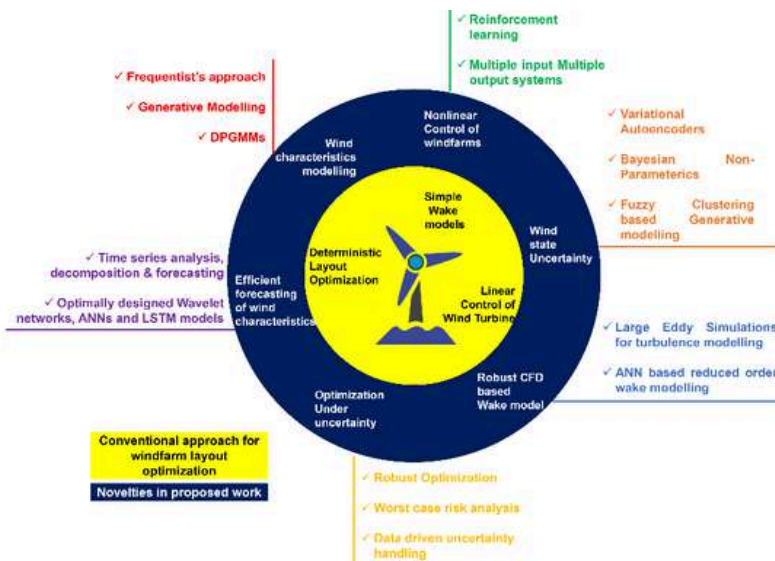 ✓ Reinforcement
learning
✓ Multiple input Multiple
output systems
✓ Frequentist's approach
✓ Generative Modelling
✓ DPGMMs
✓ Variational
Autoencoders
✓ Bayesian Non-
Parameterics
✓ Fuzzy Clustering
based Generative
modelling
✓ Time series analysis,
decomposition & forecasting
✓ Optimally designed Wavelet
networks, ANNs and LSTM models
✓ Large Eddy Simulations
for turbulence modelling
✓ ANN based reduced order
wake modelling
Nonlinear
Control of
windfarms
Wind
characteristics
modelling
Wind
state
Uncertainty
Efficient
forecasting
of wind
characteristics
Robust CFD
based
Wake model
Optimization
Under
uncertainty
Simple
Wake
models
Deterministic
Layout
Optimization
Linear
Control of
Wind Turbine
Conventional approach for
windfarm layout
optimization
Novelties in proposed work
✓ Robust Optimization
✓ Worst case risk analysis
✓ Data driven uncertainty
handling